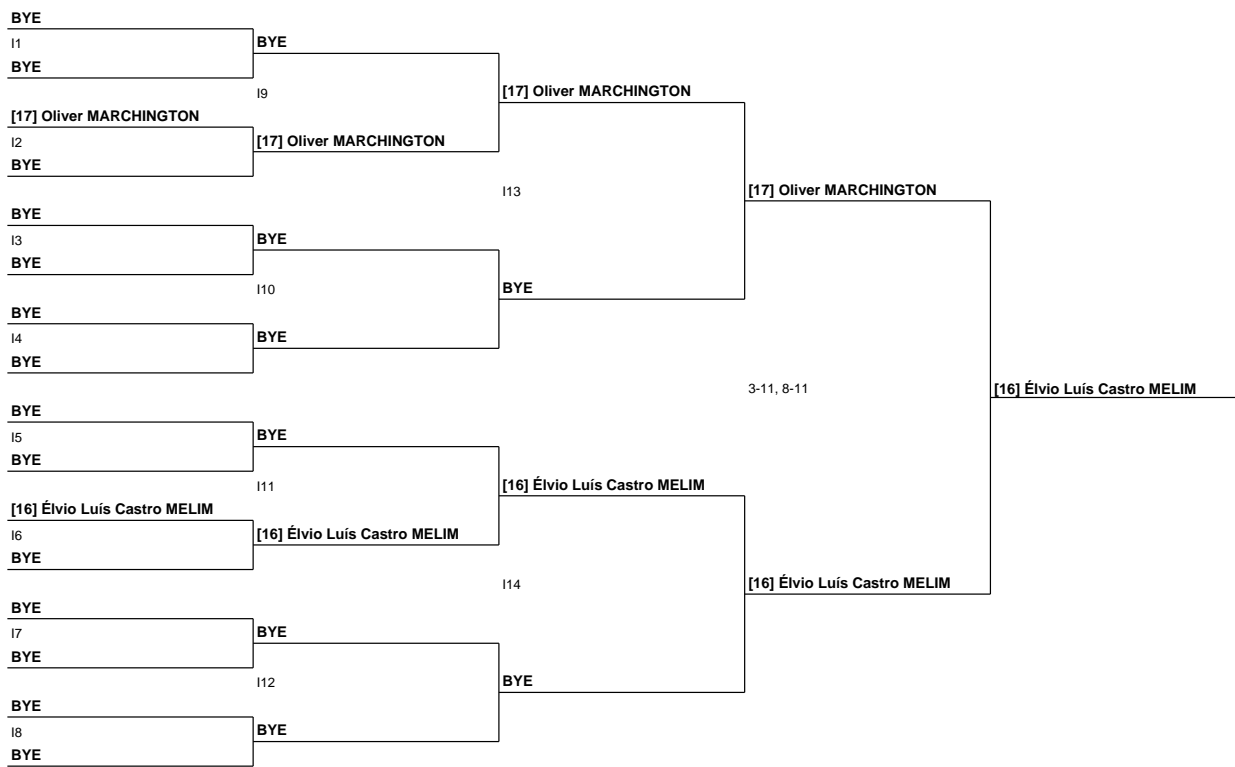 BYE
I1
BYE
BYE
I9
[17] Oliver MARCHINGTON
[17] Oliver MARCHINGTON
I2
[17] Oliver MARCHINGTON
BYE
I13
[17] Oliver MARCHINGTON
BYE
I3
BYE
BYE
I10
BYE
BYE
I4
BYE
BYE
3-11, 8-11
[16] Élvio Luís Castro MELIM
BYE
I5
BYE
BYE
I11
[16] Élvio Luís Castro MELIM
[16] Élvio Luís Castro MELIM
I6
[16] Élvio Luís Castro MELIM
BYE
I14
[16] Élvio Luís Castro MELIM
BYE
I7
BYE
BYE
I12
BYE
BYE
I8
BYE
BYE